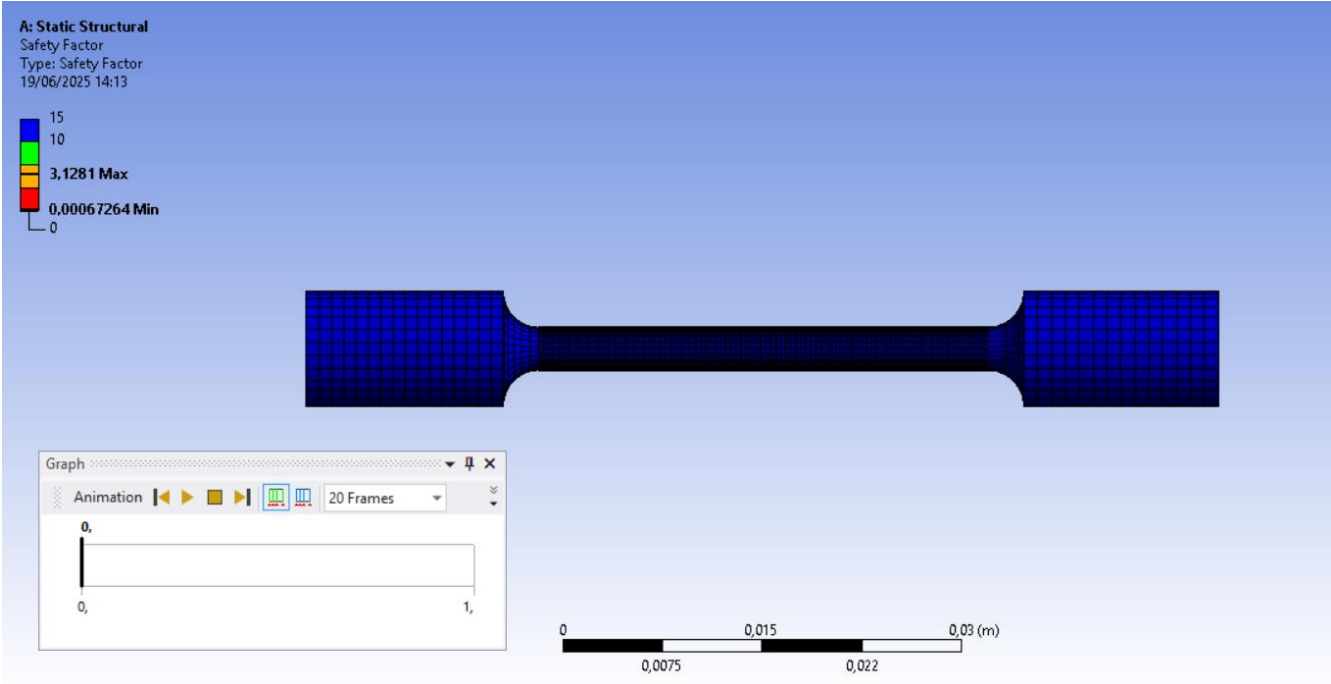 A: Static Structural
Safety Factor
Type: Safety Factor
19/06/2025 14:13
15
10
3,1281 Max
0,00067264 Min
0
Graph
Animation
20 Frames
0,
0,
1,
0
0,015
0,03 (m)
0,0075
0,022